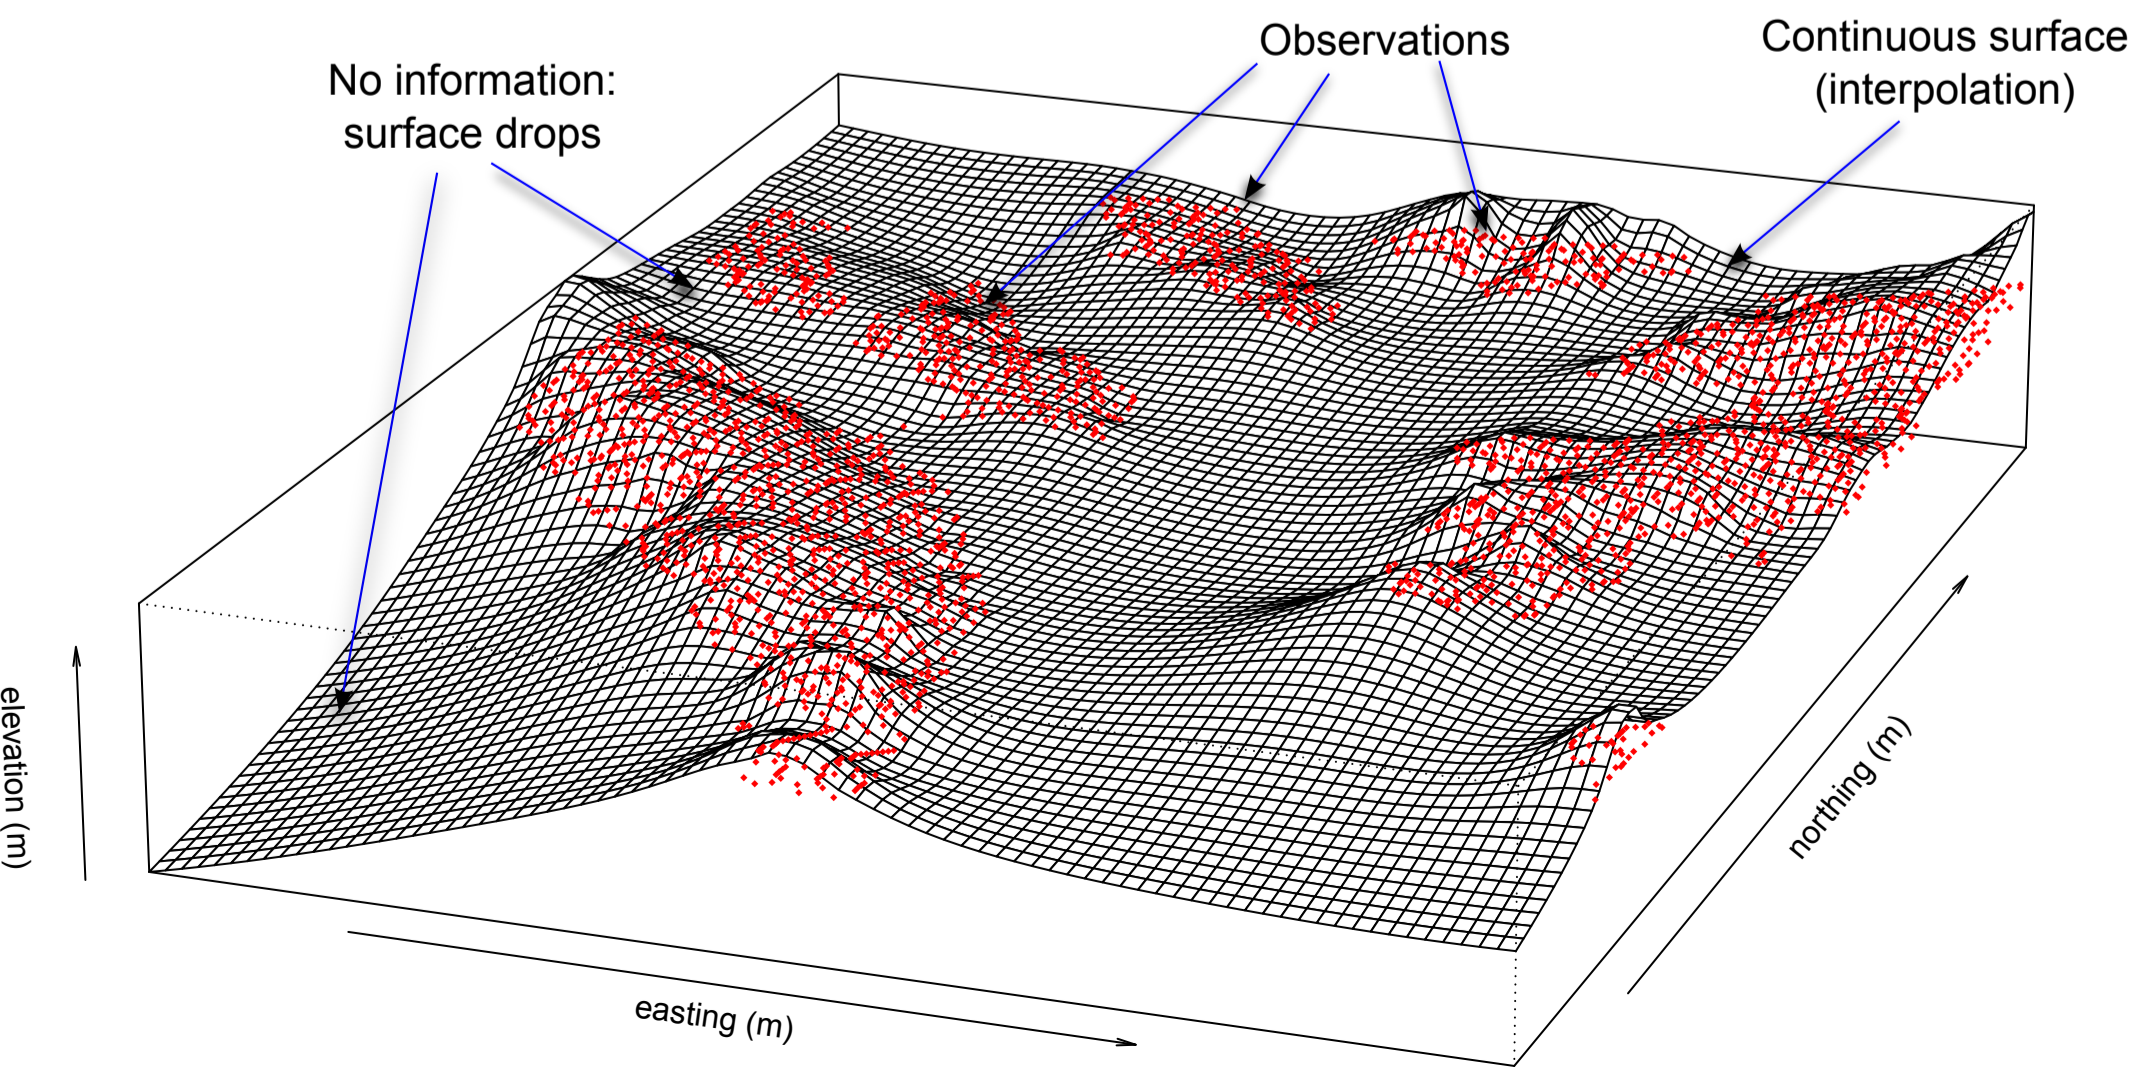 Observations
Continuous surface
(interpolation)
No information:
surface drops
elevation (m)
easting (m)
northing (m)